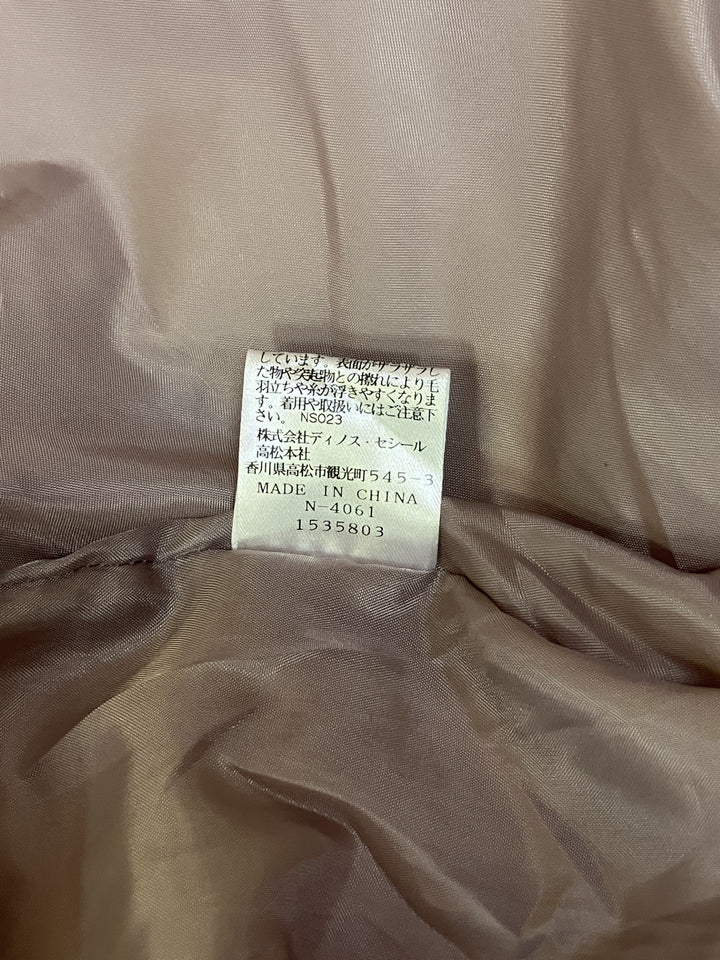 しています。表面がザラザラし
た物や突起物との擦れにより毛
羽立ちや糸が浮きやすくなりま
す。着用や取扱いにはご注意下
さい。 NS023
株式会社ディノス・セシール
高松本社
香川県高松市観光町545-3
MADE IN CHINA
N-4061
1535803